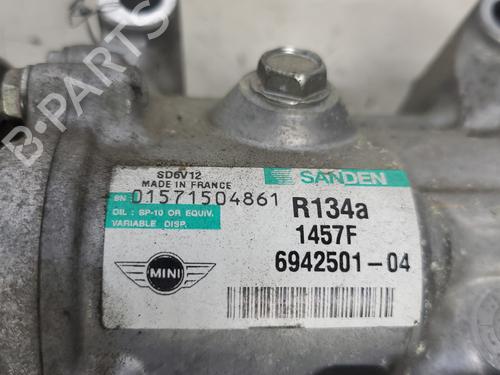 SD6V12
MADE IN FRANCE
SANDEN
SN 01571504861
R134a
OIL : SP-10 OR EQUIV.
VARIABLE DISP.
1457F
6942501-04
MINI
B-PARTS